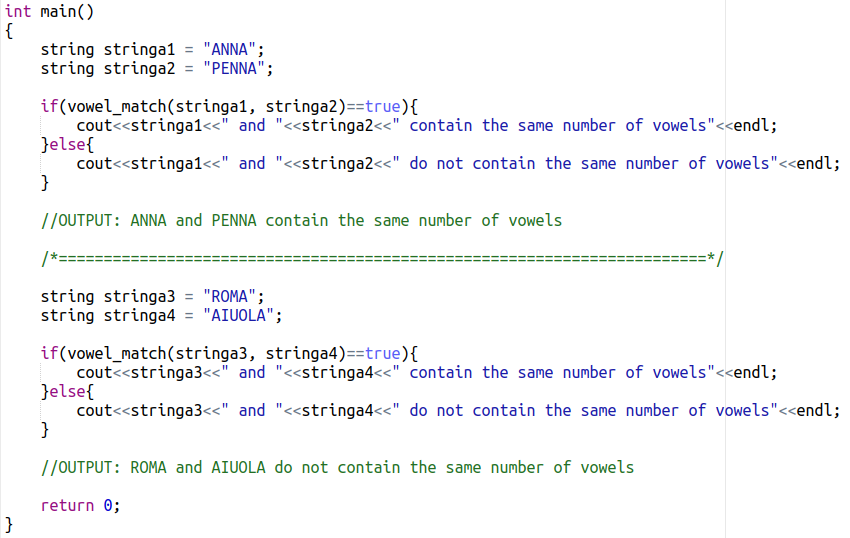 int main()
{
    string stringa1 = "ANNA";
    string stringa2 = "PENNA";
    if(vowel_match(stringa1, stringa2)==true){
        cout<<stringa1<<" and "<<stringa2<<" contain the same number of vowels"<<endl;
    }else{
        cout<<stringa1<<" and "<<stringa2<<" do not contain the same number of vowels"<<endl;
    }
    //OUTPUT: ANNA and PENNA contain the same number of vowels
    /*========================================================================*/
    string stringa3 = "ROMA";
    string stringa4 = "AIUOLA";
    if(vowel_match(stringa3, stringa4)==true){
        cout<<stringa3<<" and "<<stringa4<<" contain the same number of vowels"<<endl;
    }else{
        cout<<stringa3<<" and "<<stringa4<<" do not contain the same number of vowels"<<endl;
    }
    //OUTPUT: ROMA and AIUOLA do not contain the same number of vowels
    return 0;
}